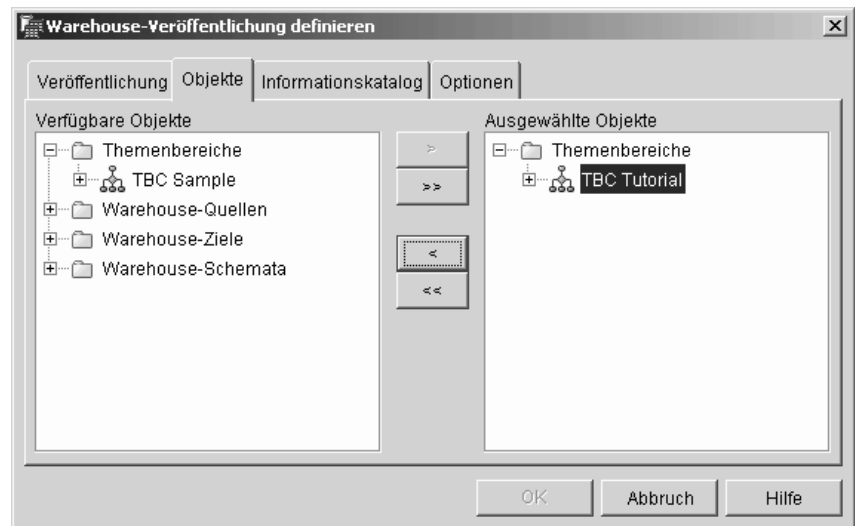 Warehouse-Veröffentlichung definieren
Veröffentlichung Objekte Informationskatalog Optionen
Verfügbare Objekte
Themenbereiche
TBC Sample
Warehouse-Quellen
Warehouse-Ziele
Warehouse-Schemata
>
>>
<
<<
Ausgewählte Objekte
Themenbereiche
TBC Tutorial
OK Abbruch Hilfe